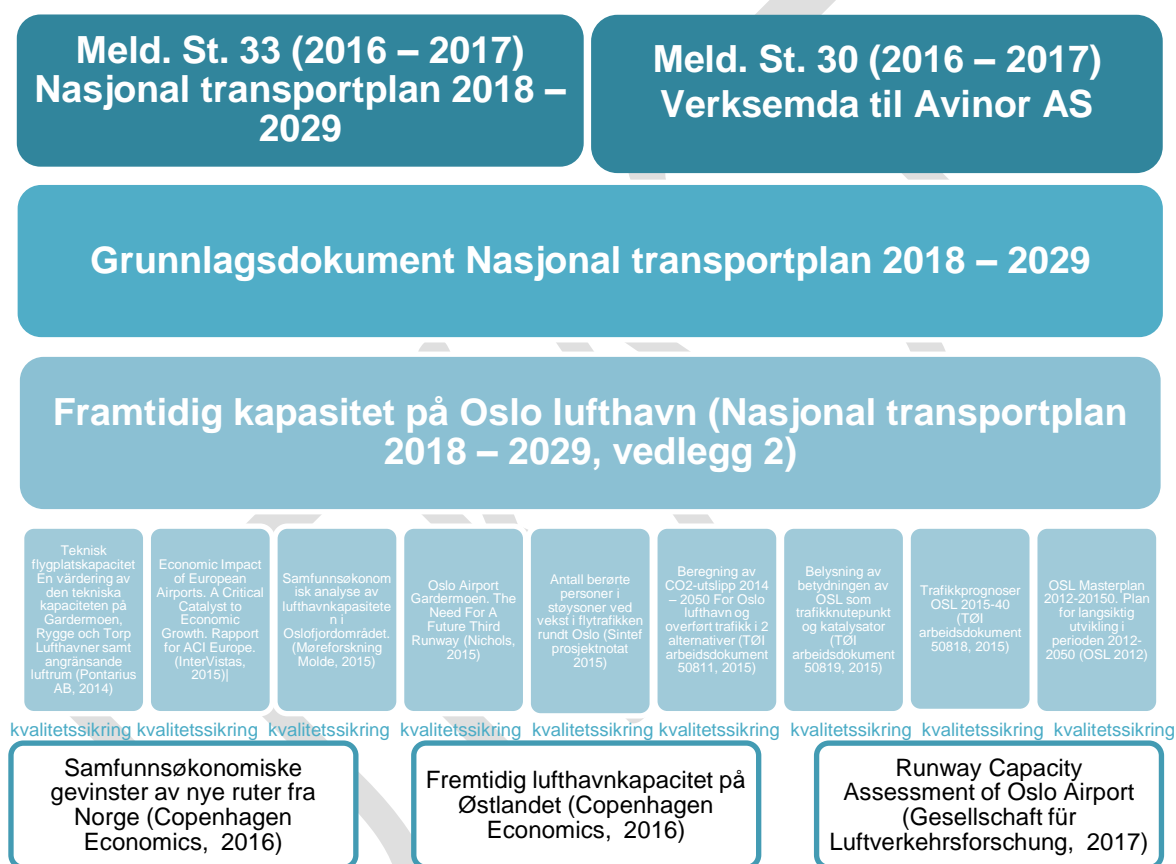 Meld. St. 33 (2016 – 2017)
Nasjonal transportplan 2018 –
2029
Meld. St. 30 (2016 – 2017)
Verksemda til Avinor AS
Grunnlagsdokument Nasjonal transportplan 2018 – 2029
Framtidig kapasitet på Oslo lufthavn (Nasjonal transportplan
2018 – 2029, vedlegg 2)
Teknisk
flygplatskapacitet
En värdering av
den tekniska
kapaciteten på
Gardermoen,
Rygge och Torp
Lufthavner samt
angränsande
luftrum (Pontarius
AB, 2014)
Economic Impact
of European
Airports. A Critical
Catalyst to
Economic
Growth. Rapport
for ACI Europe.
(InterVistas,
2015)|
Samfunnsøkonom
isk analyse av
lufthavnkapasitete
n i
Oslofjordområdet.
(Møreforskning
Molde, 2015)
Oslo Airport
Gardermoen. The
Need For A
Future Third
Runway (Nichols,
2015)
Antall berørte
personer i
støysoner ved
vekst i flytrafikken
rundt Oslo (Sintef
prosjektnotat
2015)
Beregning av
CO2-utslipp 2014
– 2050 For Oslo
lufthavn og
overført trafikk i 2
alternativer (TØI
arbeidsdokument
50811, 2015)
Belysning av
betydningen av
OSL som
trafikknutepunkt
og katalysator
(TØI
arbeidsdokument
50819, 2015)
Trafikkprognoser
OSL 2015-40
(TØI
arbeidsdokument
50818, 2015)
OSL Masterplan
2012-20150. Plan
for langsiktig
utvikling i
perioden 2012-
2050 (OSL 2012)
kvalitetssikring kvalitetssikring kvalitetssikring kvalitetssikring kvalitetssikring kvalitetssikring kvalitetssikring kvalitetssikring kvalitetssikring
Samfunnsøkonomiske
gevinster av nye ruter fra
Norge (Copenhagen
Economics, 2016)
Fremtidig lufthavnkapacitet på
Østlandet (Copenhagen
Economics, 2016)
Runway Capacity
Assessment of Oslo Airport
(Gesellschaft für
Luftverkehrsforschung, 2017)